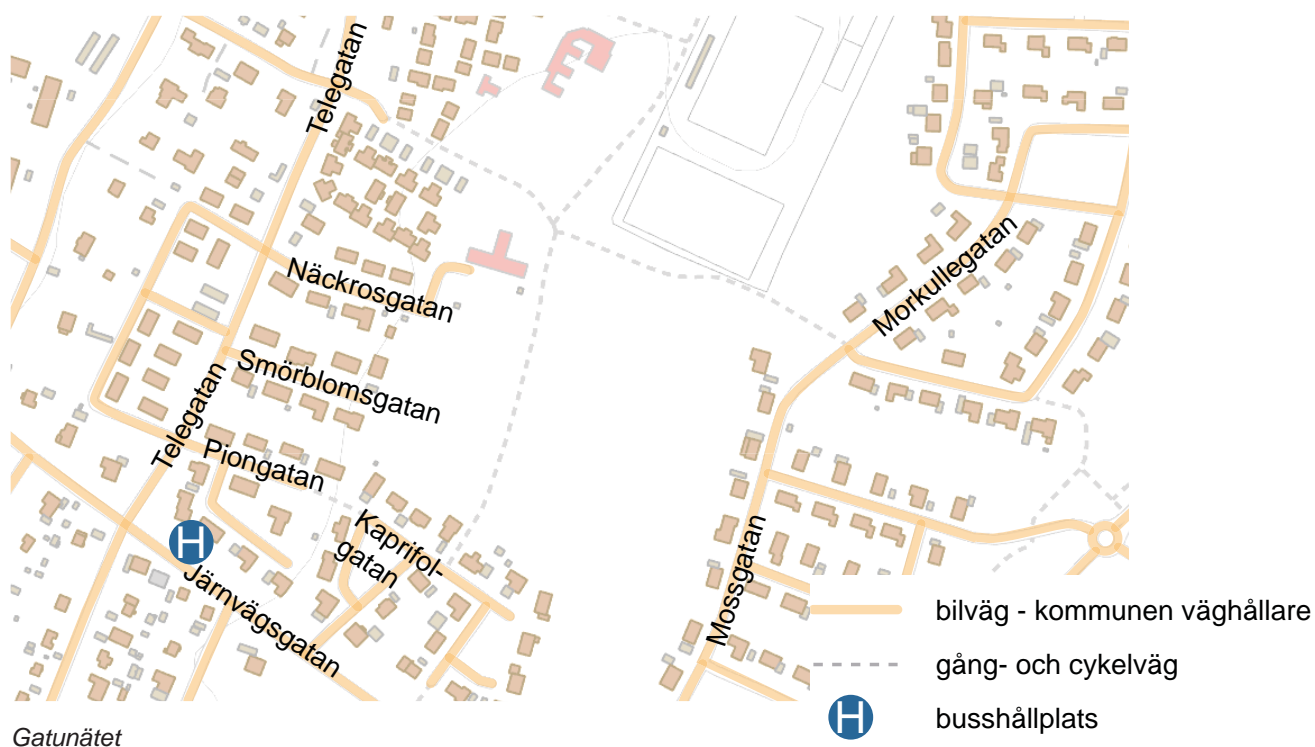 Telegatan
Näckrosgatan
Morkullegatan
Smörblomsgatan
Telegatan
Piongatan
Kaprifol-
gatan
H
Järnvägsgatan
Mossgatan
bilväg - kommunen väghållare
gång- och cykelväg
H
busshållplats
Gatunätet